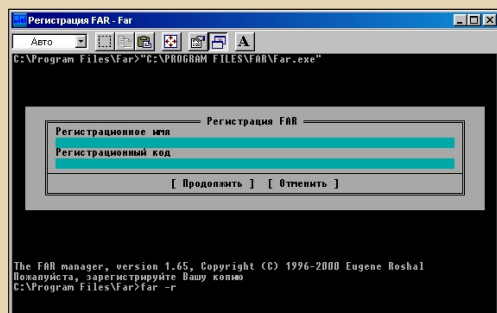 Регистрация FAR - Far
Авто
A
C:\Program Files\Far>"C:\PROGRAM FILES\FAR\Far.exe"
Регистрация FAR
Регистрационное имя
Регистрационный код
[ Продолжить ] [ Отменить ]
The FAR manager, version 1.65, Copyright (C) 1996-2000 Eugene Roshal
Пожалуйста, зарегистрируйте Вашу копию
C:\Program Files\Far>far -r